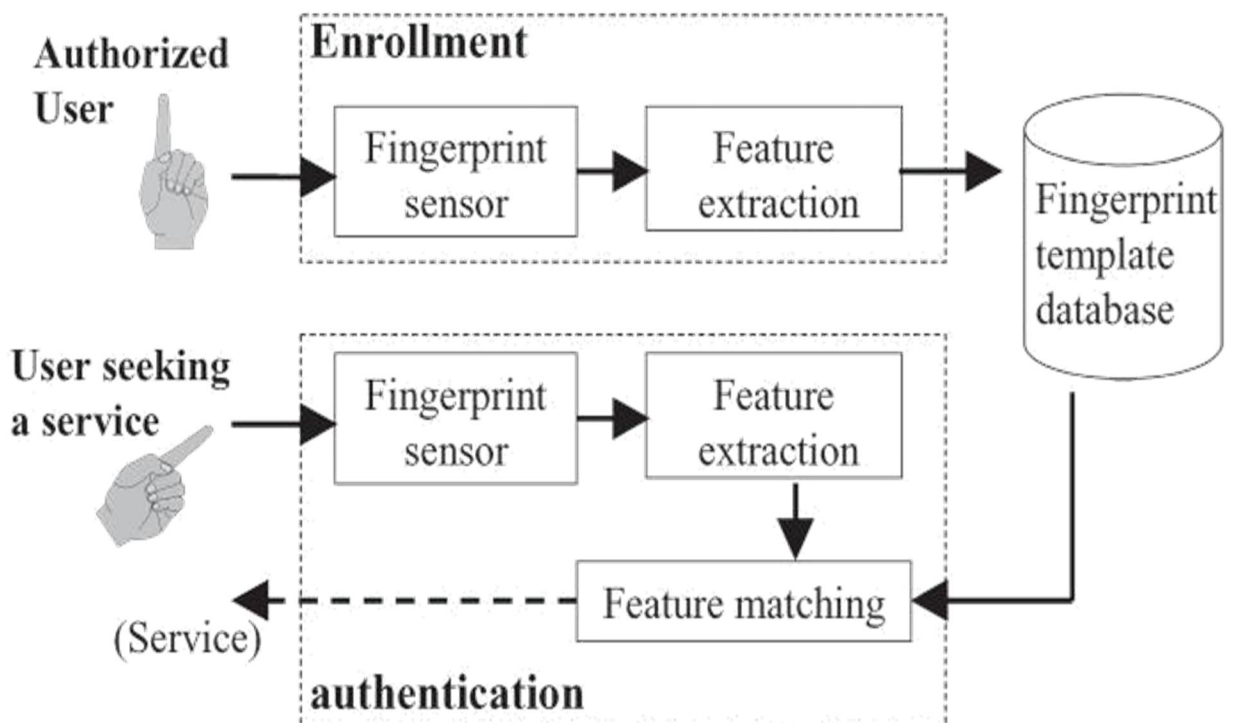 Enrollment
Authorized
User
Fingerprint
sensor
Feature
extraction
Fingerprint
template
database
User seeking
a service
Fingerprint
sensor
Feature
extraction
Feature matching
(Service)
authentication